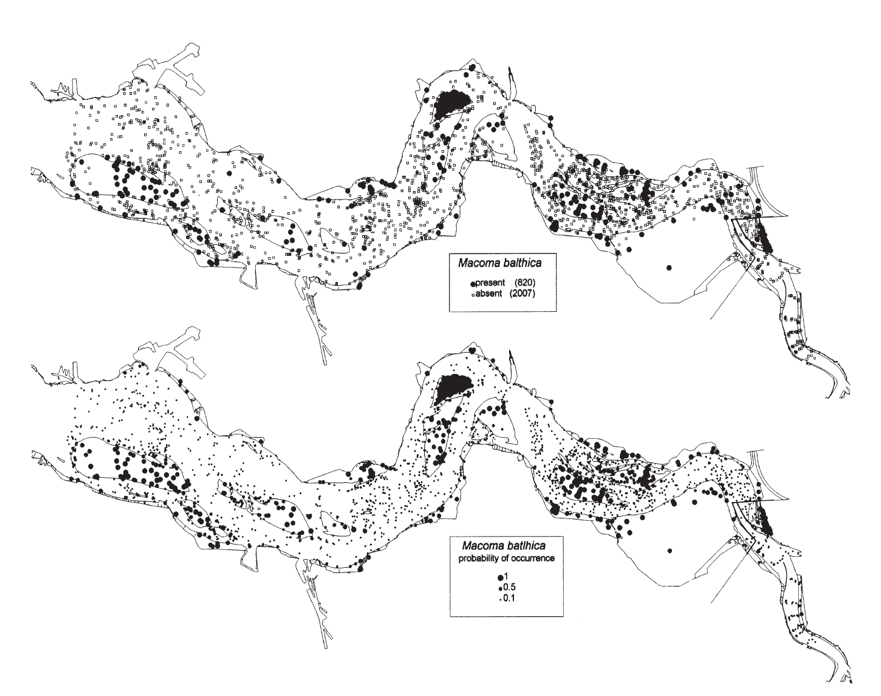 Macoma balthica
present (820)
absent (2007)
Macoma batlhica
probability of occurrence
1
0.5
0.1